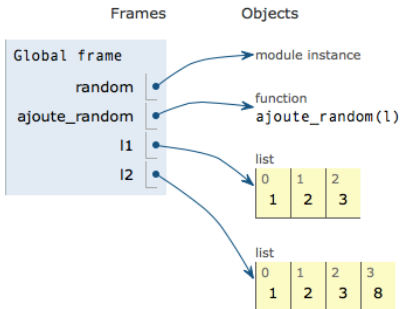 Frames Objects
Global frame
random
ajoute_random
l1
l2
module instance
function
ajoute_random(l)
list
0 1 2
1 2 3
list
0 1 2 3
1 2 3 8